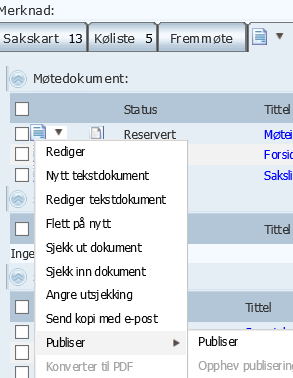 Merknad:
Sakskart 13 Køliste 5 Fremmøte
Møtedokument:
Status Tittel
Reservert Møtei
Forsid
Saksli
Rediger
Nytt tekstdokument
Rediger tekstdokument
Flett på nytt
Sjekk ut dokument
Sjekk inn dokument
Angre utsjekking
Send kopi med e-post
Publiser
Konverter til PDF
Publiser
Opphev publisering
Tittel
Inge
Tittel